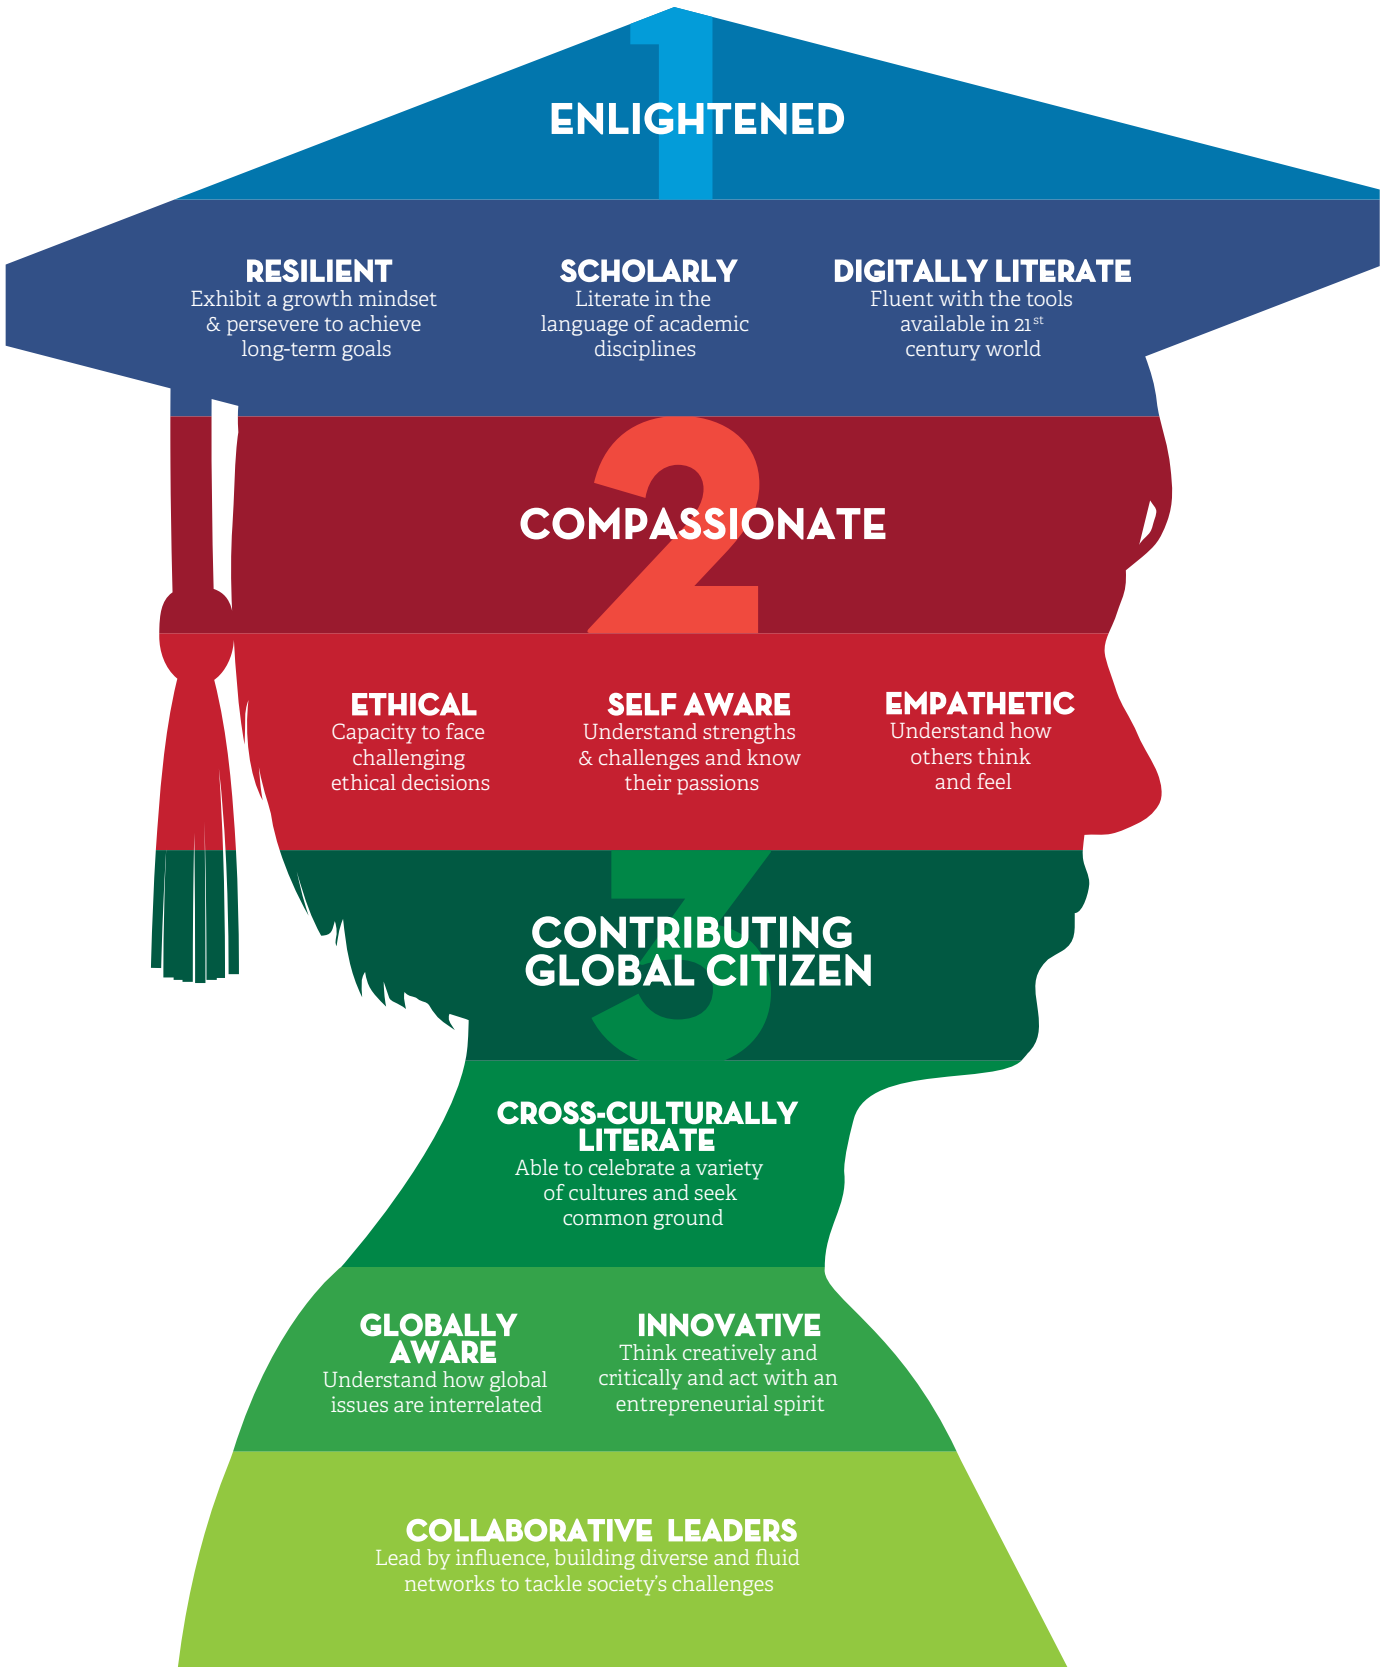 1
ENLIGHTENED
RESILIENT
Exhibit a growth mindset
& persevere to achieve
long-term goals
SCHOLARLY
Literate in the
language of academic
disciplines
DIGITALLY LITERATE
Fluent with the tools
available in 21st
century world
2
COMPASSIONATE
ETHICAL
Capacity to face
challenging
ethical decisions
SELF AWARE
Understand strengths
& challenges and know
their passions
EMPATHETIC
Understand how
others think
and feel
3
CONTRIBUTING
GLOBAL CITIZEN
CROSS-CULTURALLY
LITERATE
Able to celebrate a variety
of cultures and seek
common ground
GLOBALLY
AWARE
Understand how global
issues are interrelated
INNOVATIVE
Think creatively and
critically and act with an
entrepreneurial spirit
COLLABORATIVE LEADERS
Lead by influence, building diverse and fluid
networks to tackle society's challenges